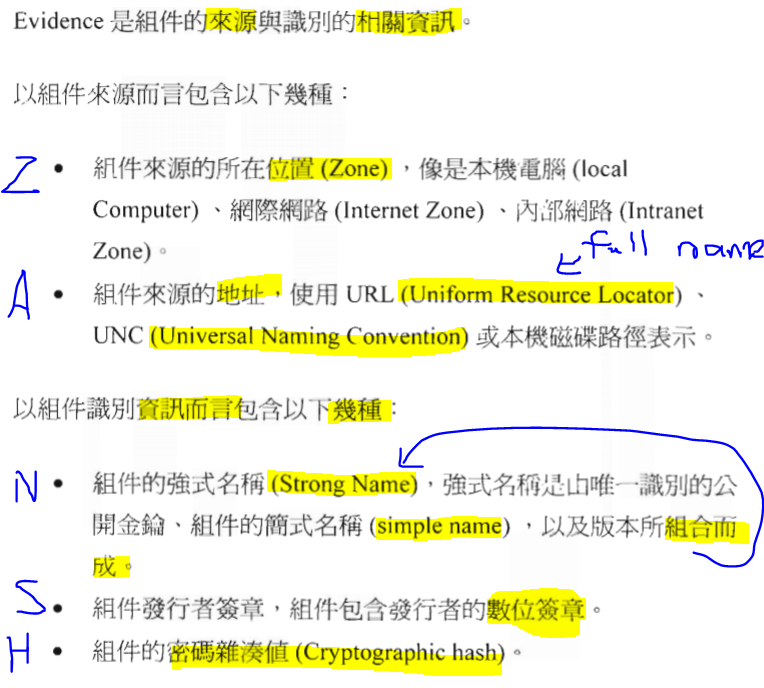 Evidence 是組件的來源與識別的相關資訊。
以組件來源而言包含以下幾種：
Z • 組件來源的所在位置 (Zone) ，像是本機電腦 (local
Computer) 、網際網路 (Internet Zone) 、內部網路 (Intranet
Zone)。
full name
A • 組件來源的地址，使用 URL (Uniform Resource Locator) 、
UNC (Universal Naming Convention) 或本機磁碟路徑表示。
以組件識別資訊而言包含以下幾種：
N • 組件的強式名稱 (Strong Name)，強式名稱是由唯一識別的公
開金鑰、組件的簡式名稱 (simple name) ，以及版本所組合而
成。
S • 組件發行者簽章，組件包含發行者的數位簽章。
H • 組件的密碼雜湊值 (Cryptographic hash)。